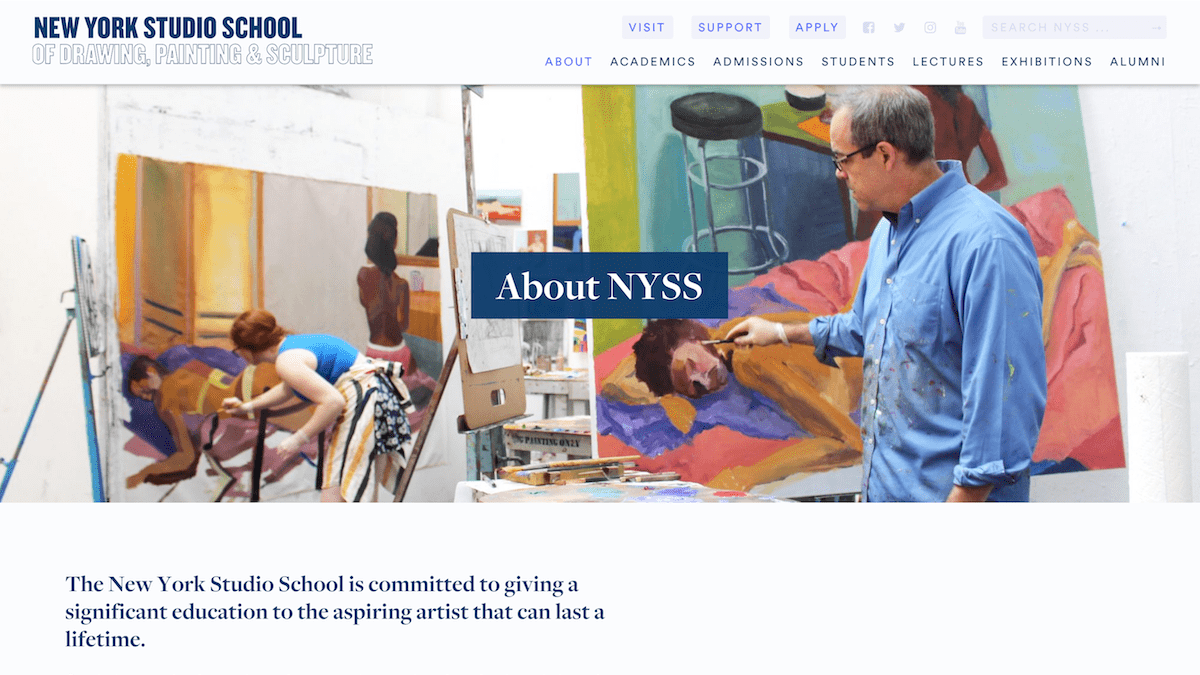 NEW YORK STUDIO SCHOOL
OF DRAWING, PAINTING & SCULPTURE
VISIT SUPPORT APPLY SEARCH NYSS ... →
ABOUT ACADEMICS ADMISSIONS STUDENTS LECTURES EXHIBITIONS ALUMNI
About NYSS
PAINTING ONLY
The New York Studio School is committed to giving a
significant education to the aspiring artist that can last a
lifetime.